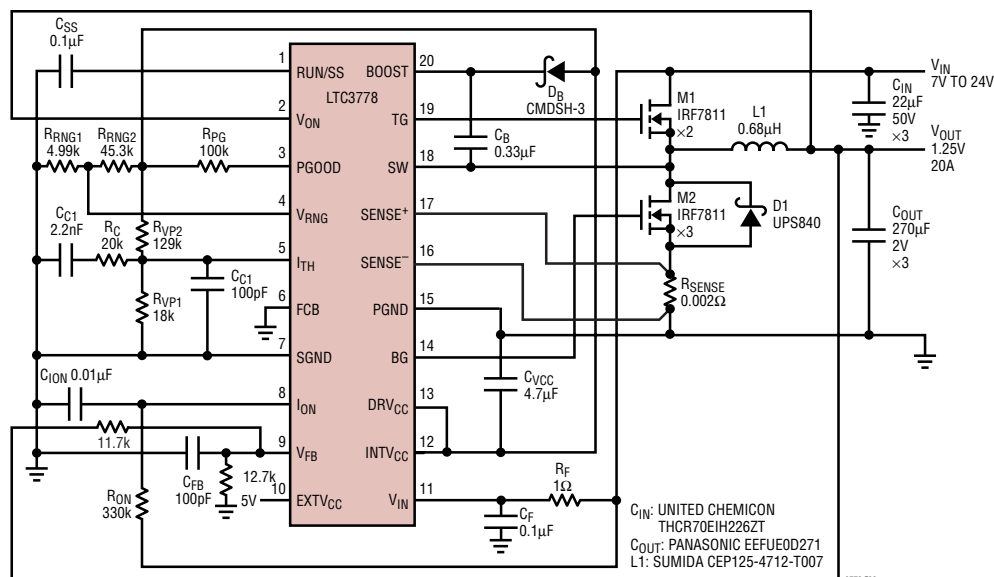 CSS
0.1µF
1
RUN/SS
LTC3778
BOOST
20
DB
CMDSH-3
VIN
7V TO 24V
CIN
22µF
50V
×3
2
VON
TG
19
CB
0.33µF
M1
IRF7811
×2
L1
0.68µH
VOUT
1.25V
20A
RRNG1
4.99k
RRNG2
45.3k
RPG
100k
3
PGOOD
SW
18
4
VRNG
SENSE+
17
M2
IRF7811
×3
D1
UPS840
COUT
270µF
2V
×3
CC1
2.2nF
RC
20k
RVP2
129k
5
ITH
SENSE–
16
CC1
100pF
RVP1
18k
6
FCB
PGND
15
RSENSE
0.002Ω
7
SGND
BG
14
CVCC
4.7µF
CION 0.01µF
8
ION
DRVCC
13
11.7k
9
VFB
INTVCC
12
CFB
100pF
12.7k
RON
330k
5V
10
EXTVCC
VIN
11
RF
1Ω
CF
0.1µF
CIN: UNITED CHEMICON
THCR70EIH226ZT
COUT: PANASONIC EEFUE0D271
L1: SUMIDA CEP125-4712-T007